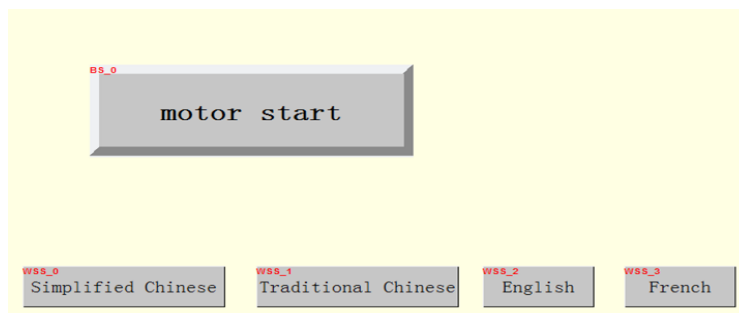 BS_0
motor start
WSS_0
Simplified Chinese
WSS_1
Traditional Chinese
WSS_2
English
WSS_3
French